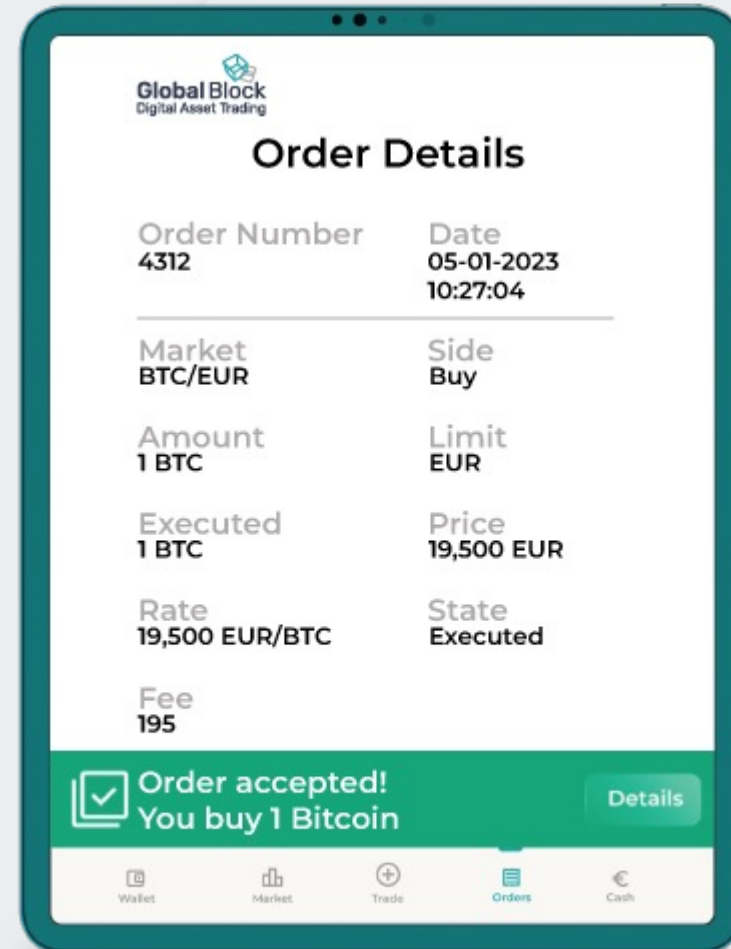 Global Block
Digital Asset Trading
Order Details
Order Number
4312
Date
05-01-2023
10:27:04
Market
BTC/EUR
Side
Buy
Amount
1 BTC
Limit
EUR
Executed
1 BTC
Price
19,500 EUR
Rate
19,500 EUR/BTC
State
Executed
Fee
195
Order accepted!
You buy 1 Bitcoin
Details
Wallet
Market
Trade
Orders
Cash